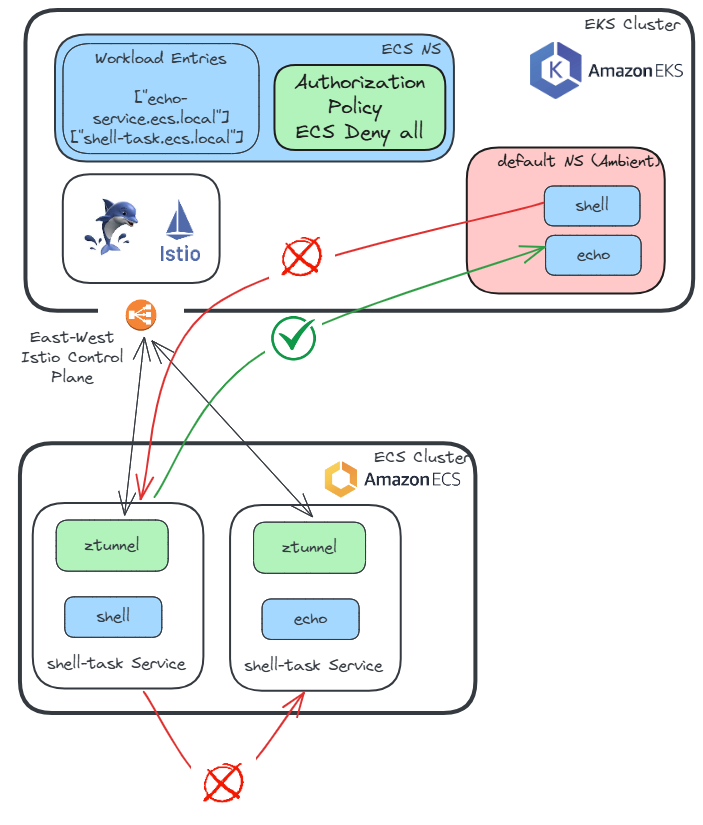 EKS Cluster
ECS NS
Workload Entries
["echo-
service.ecs.local"]
["shell-task.ecs.local"]
Authorization
Policy
ECS Deny all
K
Amazon EKS
default NS (Ambient)
shell
echo
Istio
East-West
Istio Control
Plane
ECS Cluster
Amazon ECS
ztunnel
shell
shell-task Service
ztunnel
echo
shell-task Service